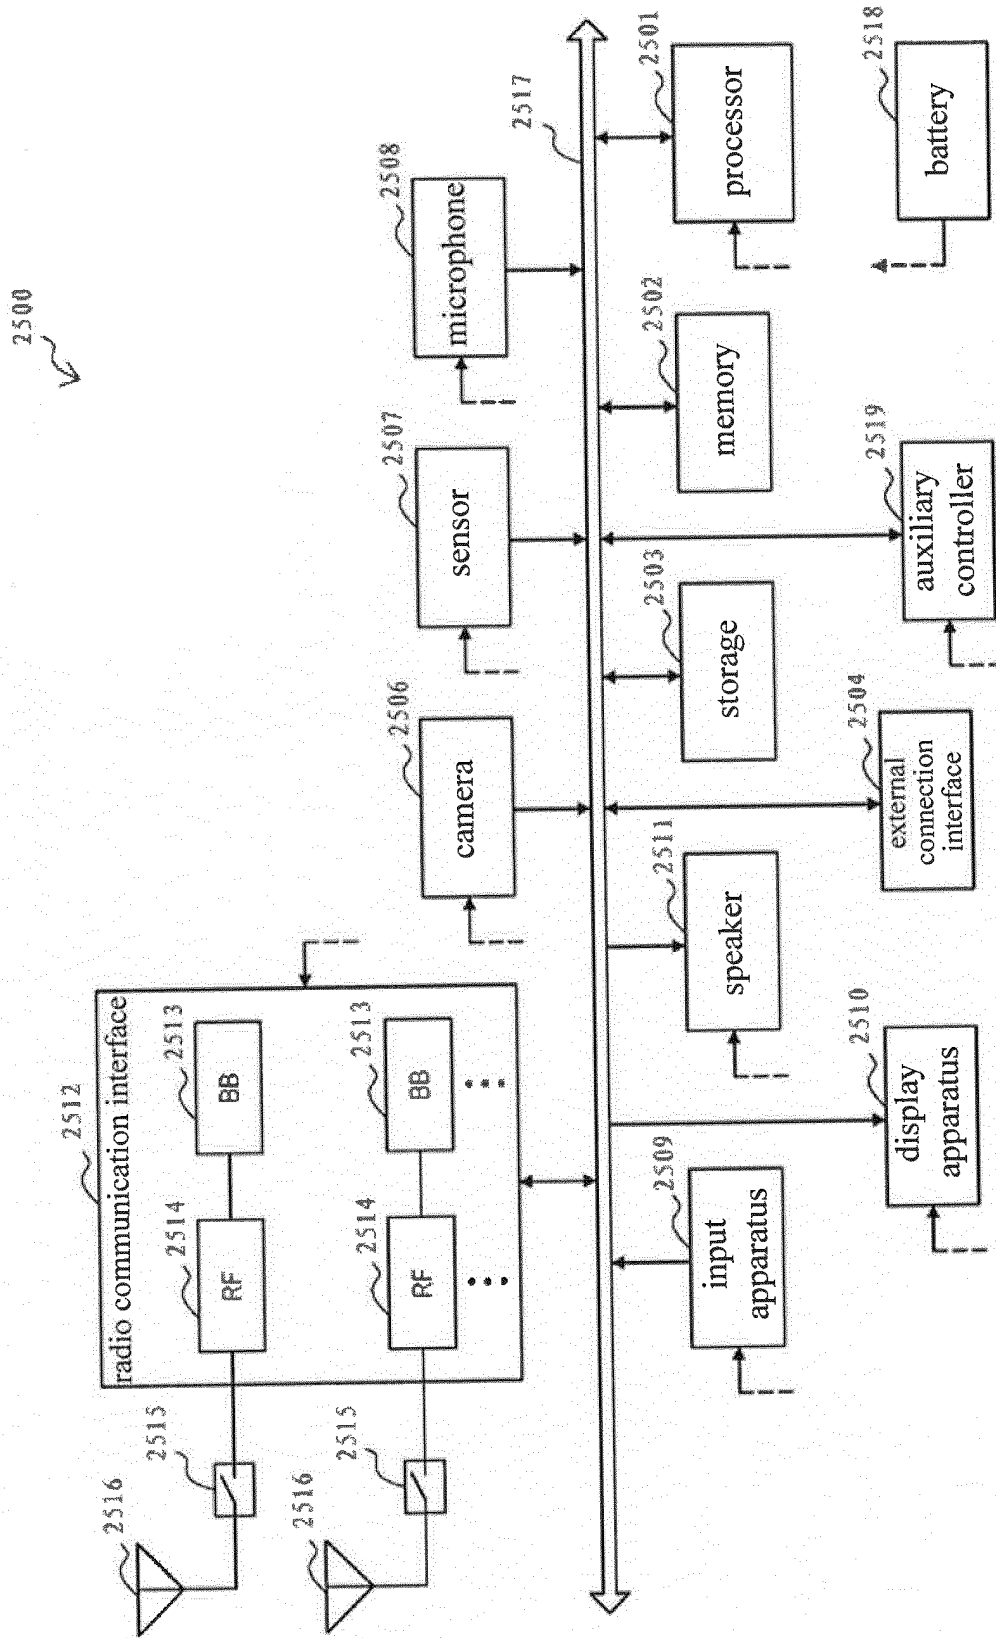 2500
2512
radio communication interface
2516
2515
2514
RF
2513
BB
2516
2515
2514
RF
2513
BB
2506
camera
2507
sensor
2508
microphone
2517
2509
input
apparatus
2511
speaker
2503
storage
2502
memory
2501
processor
2510
display
apparatus
2504
external
connection
interface
2519
auxiliary
controller
2518
battery